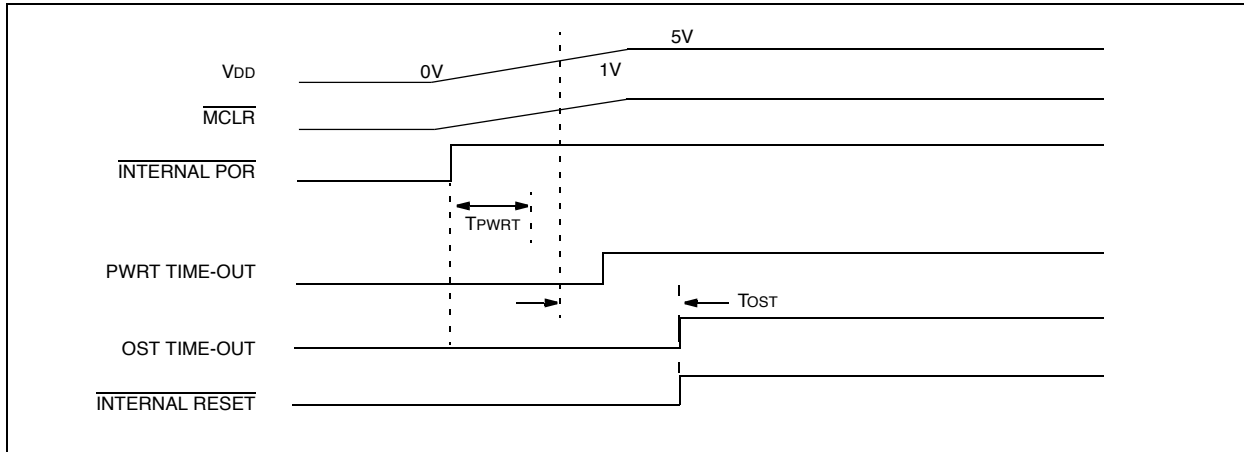 5V
VDD 0V 1V
MCLR
INTERNAL POR
TPWRT
PWRT TIME-OUT
TOST
OST TIME-OUT
INTERNAL RESET